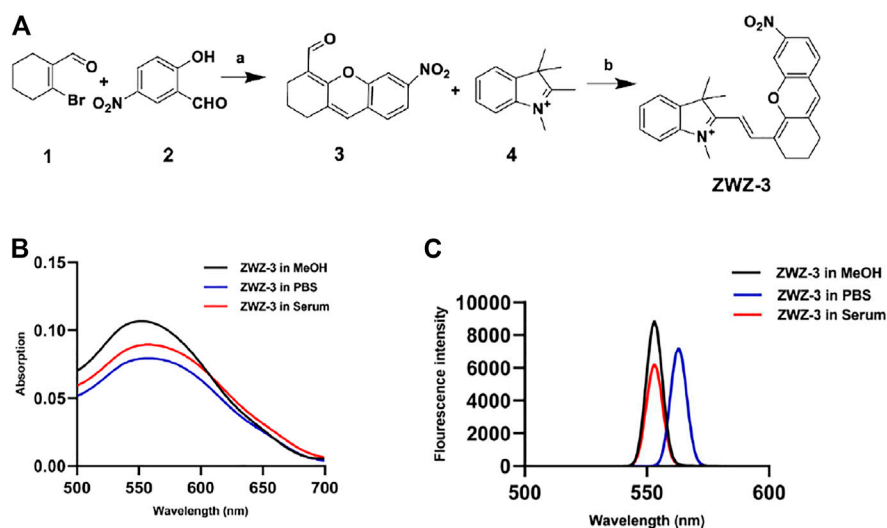 A
O
Br
1
+
OH
NO₂
CHO
2
a
O
O
NO₂
3
+
N⁺
4
b
NO₂
O
N⁺
ZWZ-3
B
ZWZ-3 in MeOH
ZWZ-3 in PBS
ZWZ-3 in Serum
0.15
0.10
0.05
0.00
Absorption
500 550 600 650 700
Wavelength (nm)
C
ZWZ-3 in MeOH
ZWZ-3 in PBS
ZWZ-3 in Serum
10000
8000
6000
4000
2000
0
Flourescence intensity
500 550 600
Wavelength (nm)